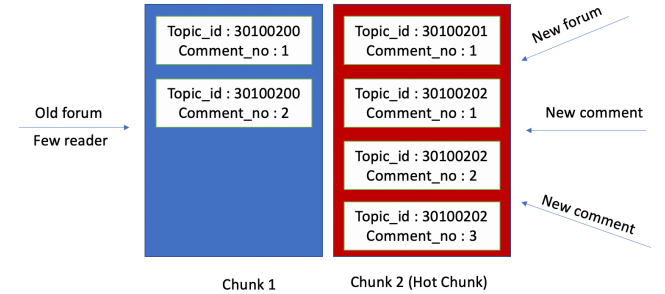 Old forum
Few reader
Topic_id : 30100200
Comment_no : 1
Topic_id : 30100200
Comment_no : 2
Chunk 1
Topic_id : 30100201
Comment_no : 1
Topic_id : 30100202
Comment_no : 1
Topic_id : 30100202
Comment_no : 2
Topic_id : 30100202
Comment_no : 3
Chunk 2 (Hot Chunk)
New forum
New comment
New comment